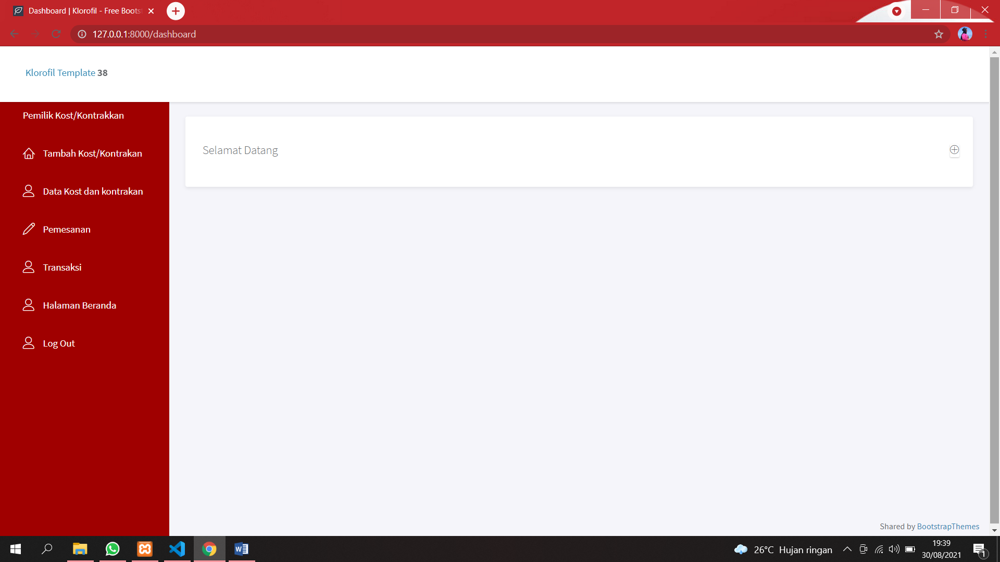 Dashboard | Klorofil - Free Boots
127.0.0.1:8000/dashboard
Klorofil Template 38
Pemilik Kost/Kontrakkan
Tambah Kost/Kontrakan
Data Kost dan kontrakan
Pemesanan
Transaksi
Halaman Beranda
Log Out
Selamat Datang
Shared by BootstrapThemes
26°C Hujan ringan
19:39
30/08/2021
1